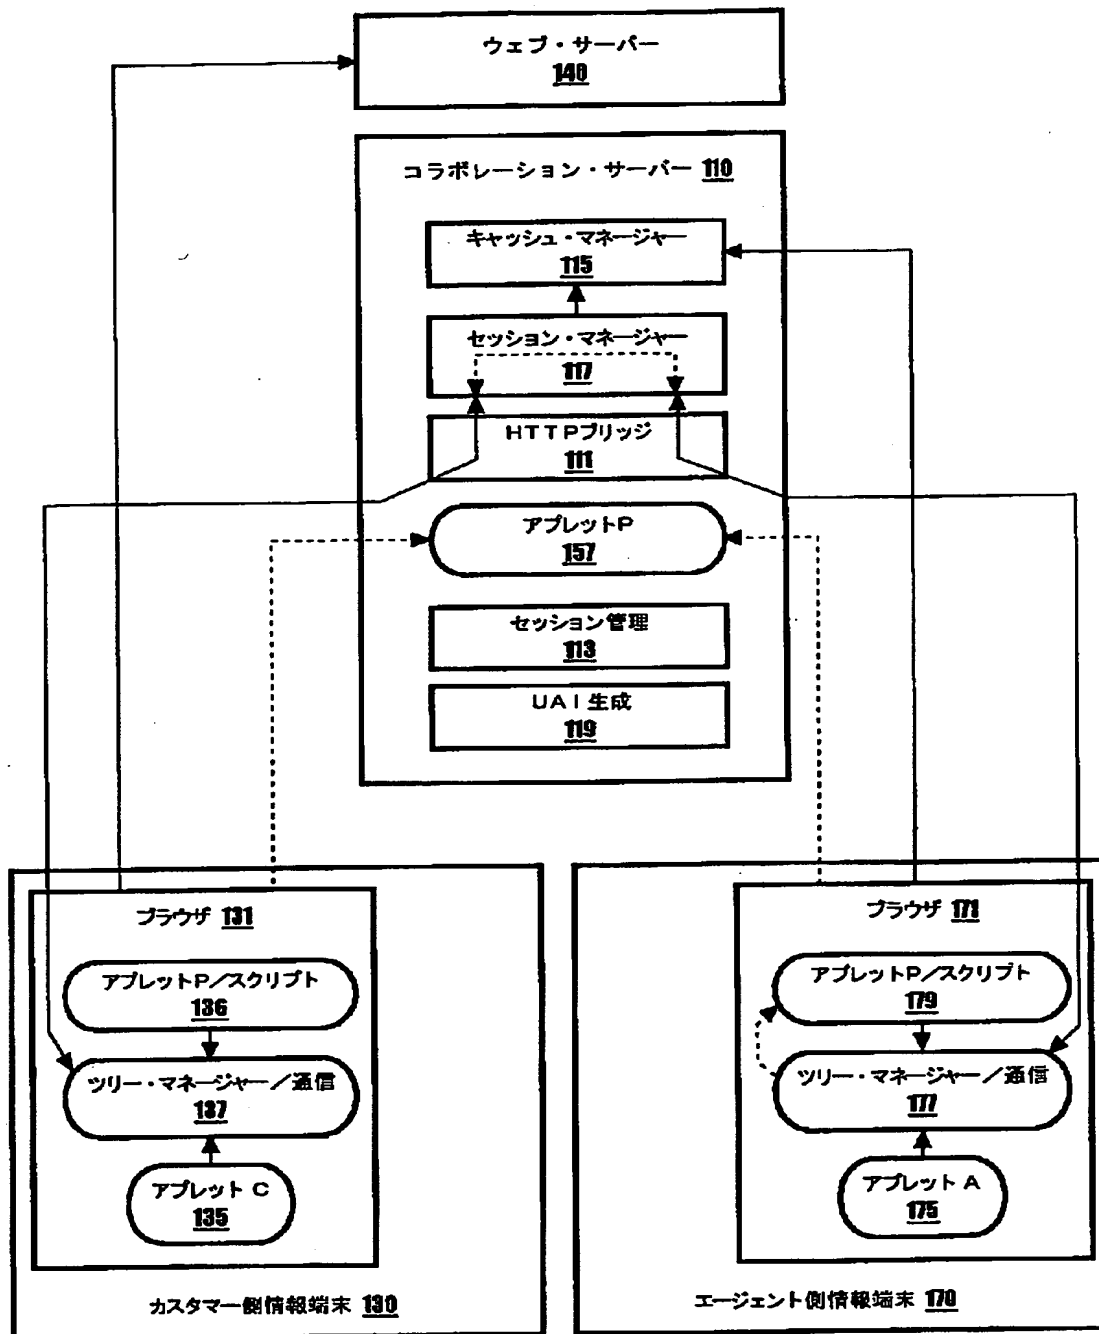 ウェブ・サーバー
140
コラボレーション・サーバー 110
キャッシュ・マネージャー
115
セッション・マネージャー
117
HTTPブリッジ
111
アプレットP
157
セッション管理
113
UAI生成
119
ブラウザ 131
アプレットP/スクリプト
136
ツリー・マネージャー/通信
137
アプレット C
135
カスタマー側情報端末 130
ブラウザ 171
アプレットP/スクリプト
179
ツリー・マネージャー/通信
177
アプレット A
175
エージェント側情報端末 170